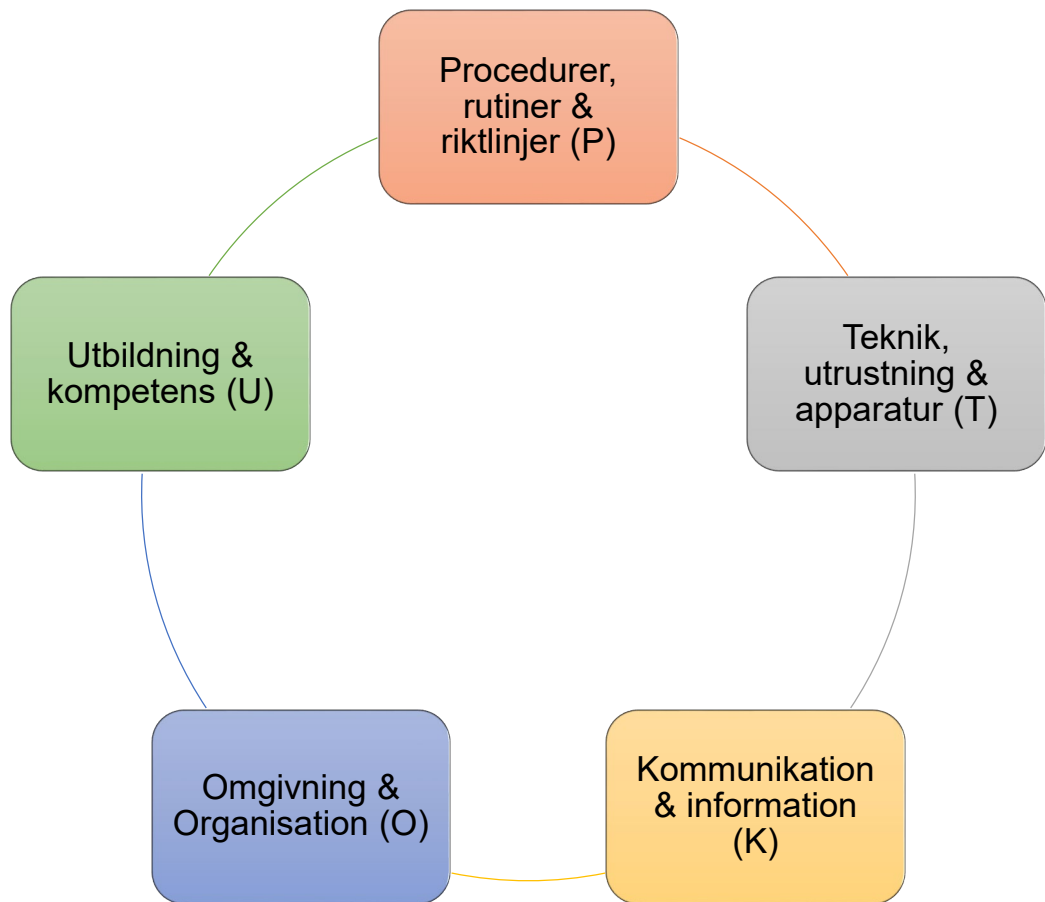 Procedurer,
rutiner &
riktlinjer (P)
Teknik,
utrustning &
apparatur (T)
Kommunikation
& information
(K)
Omgivning &
Organisation (O)
Utbildning &
kompetens (U)